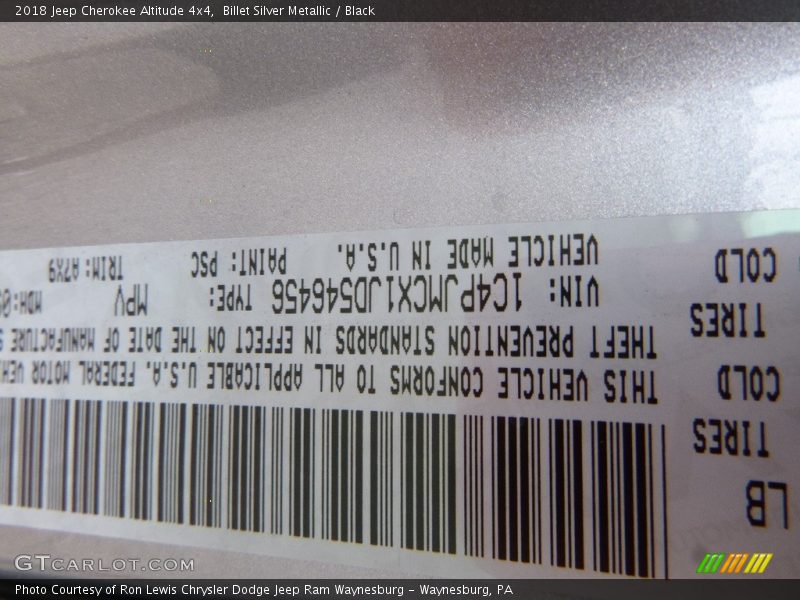 2018 Jeep Cherokee Altitude 4x4,  Billet Silver Metallic / Black
LB
TIRES
COLD
TIRES
COLD
THIS VEHICLE CONFORMS TO ALL APPLICABLE U.S.A. FEDERAL MOTOR
THEFT PREVENTION STANDARDS IN EFFECT ON THE DATE OF MANUFACTURE
VIN: 1C4PJMCX1JD546456 TYPE: MPV MDH:
VEHICLE MADE IN U.S.A. PAINT: PSC TRIM: A7X9
GTCARLOT.COM
Photo Courtesy of Ron Lewis Chrysler Dodge Jeep Ram Waynesburg – Waynesburg, PA